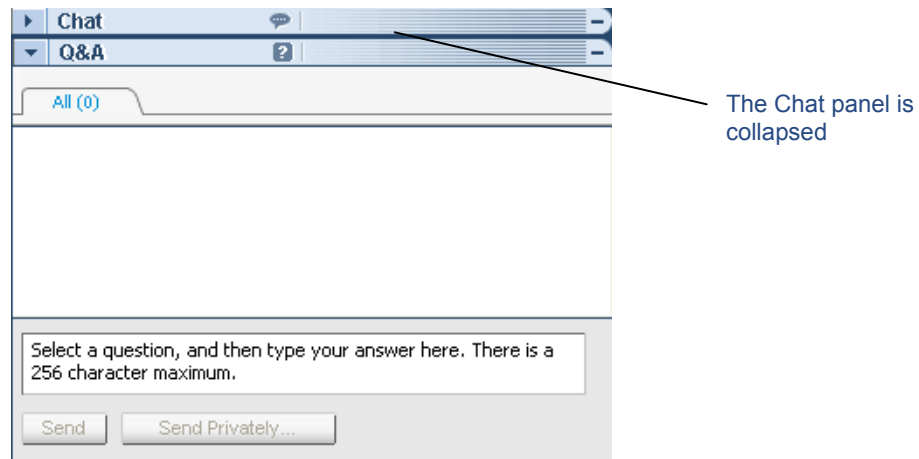 Chat
Q&A
All (0)
The Chat panel is
collapsed
Select a question, and then type your answer here. There is a
256 character maximum.
Send Send Privately...